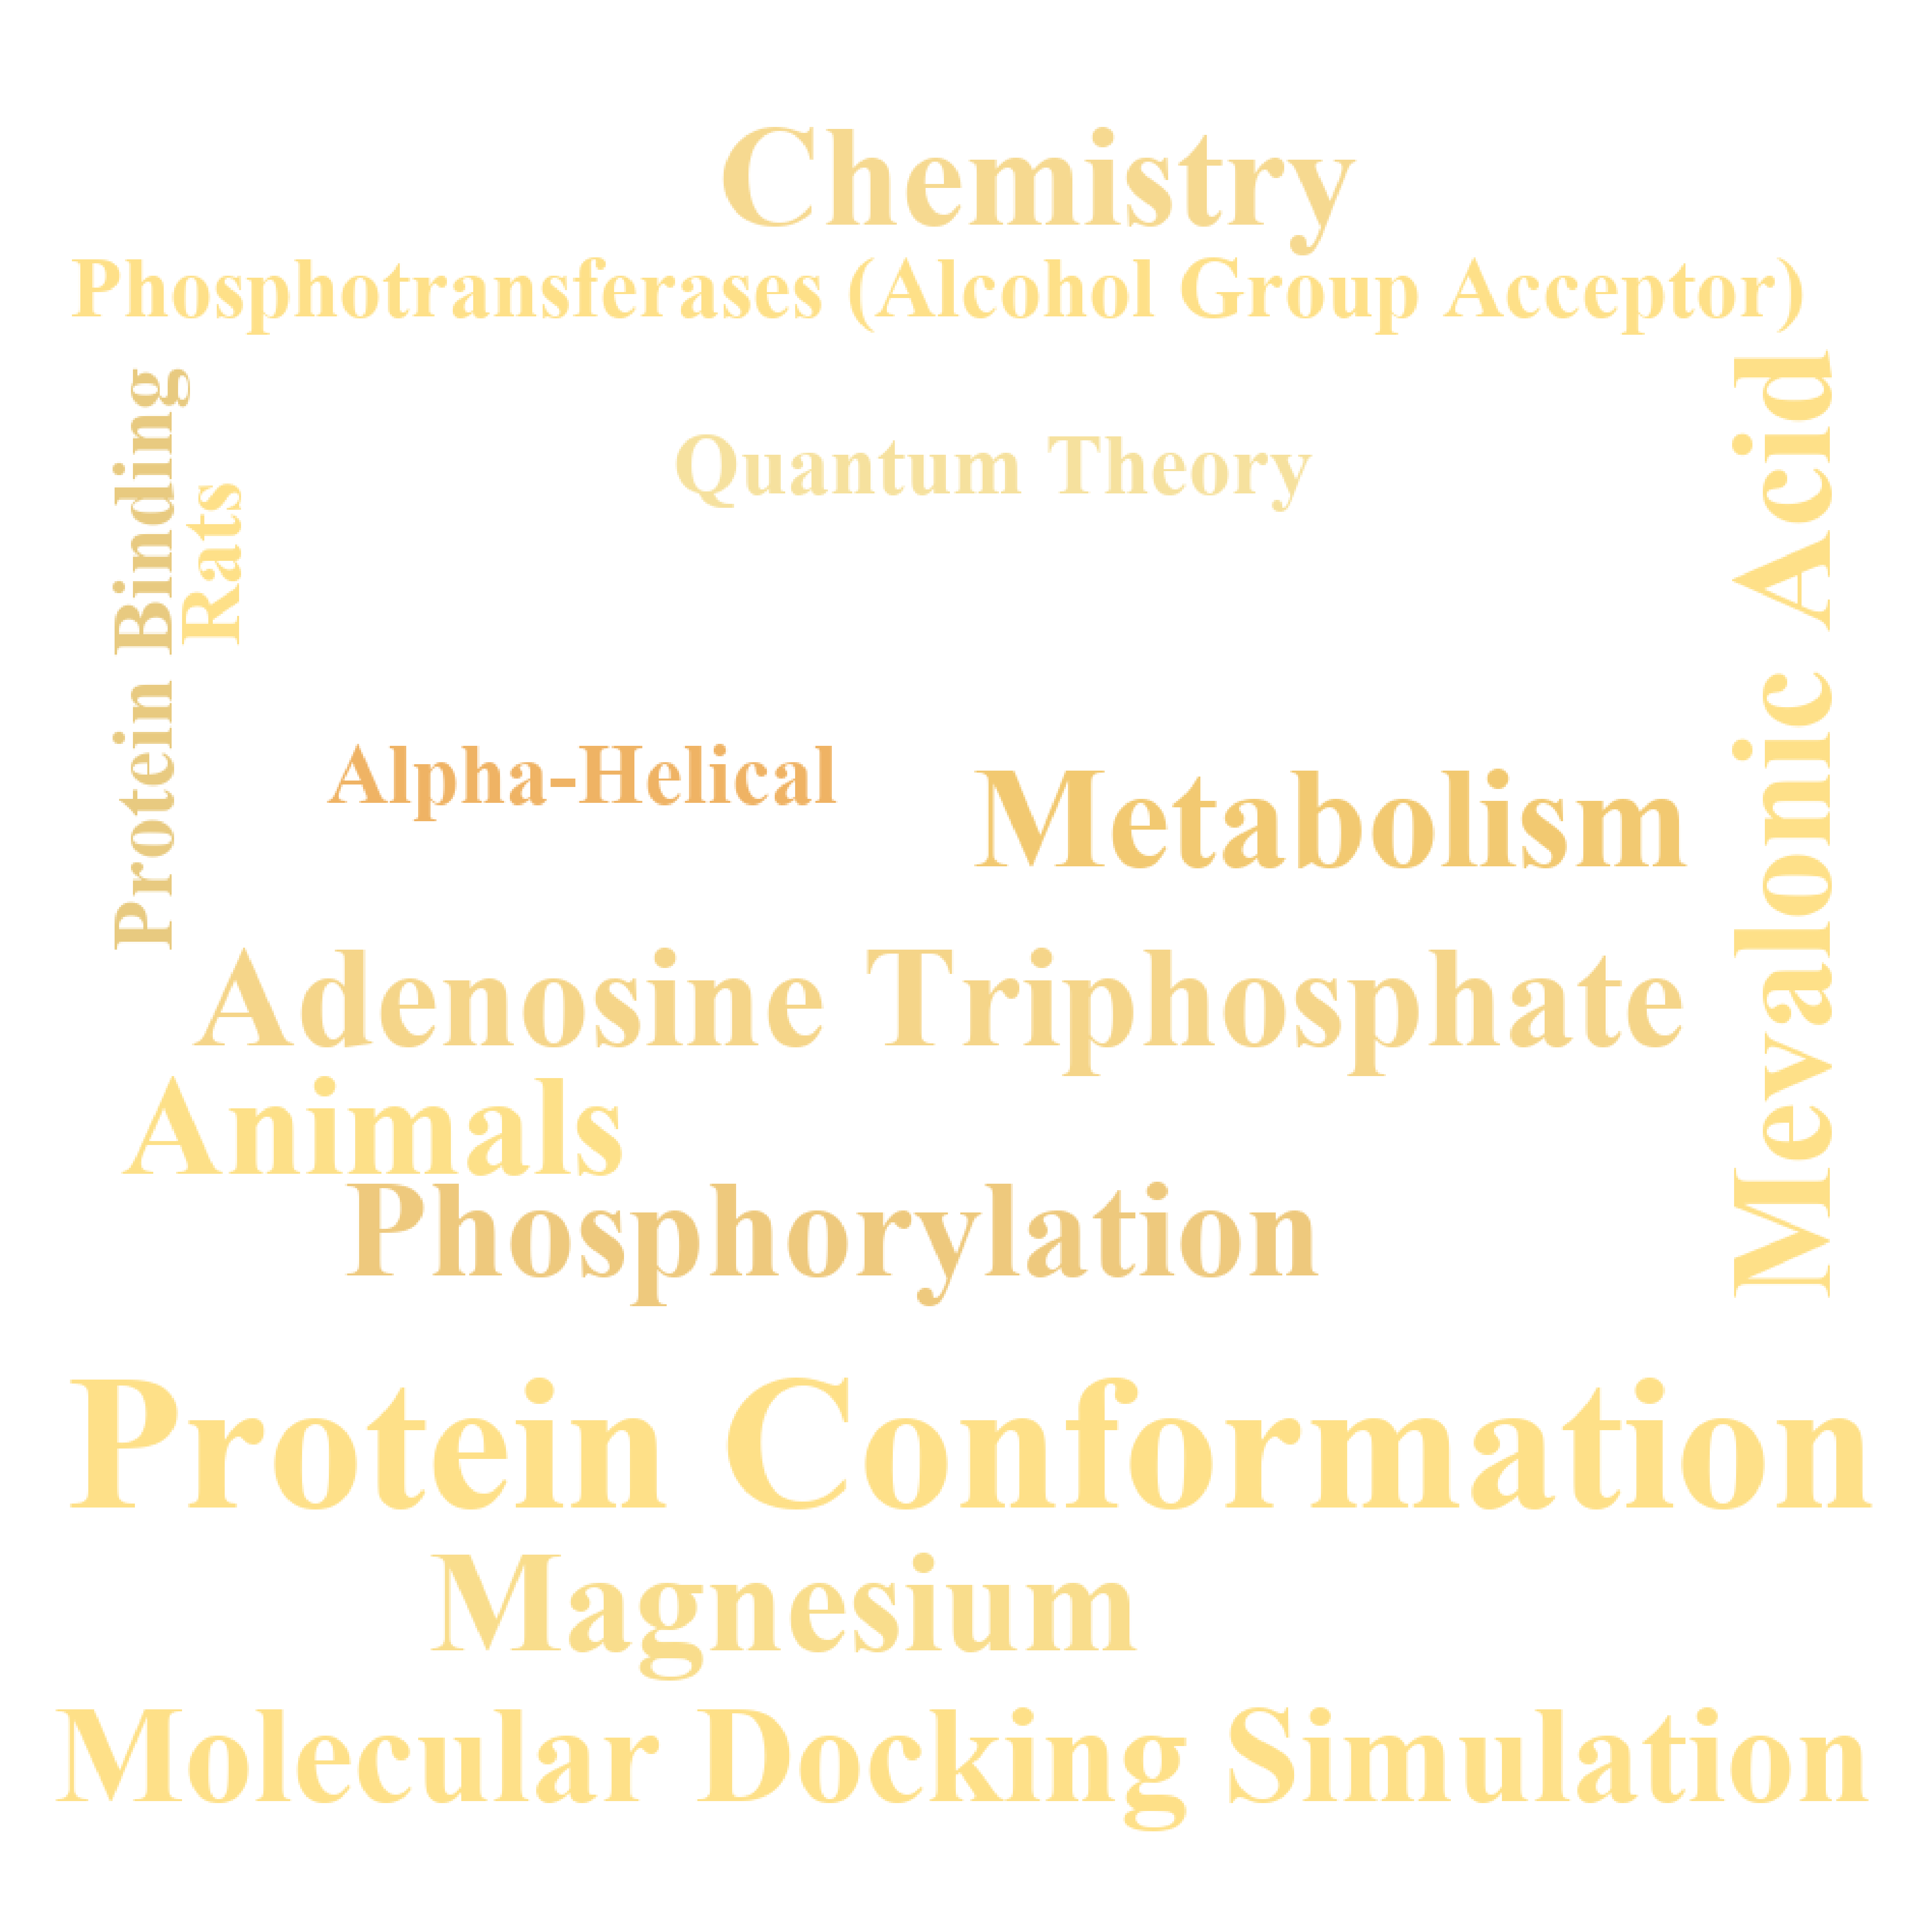 Chemistry
Phosphotransferases (Alcohol Group Acceptor)
Protein Binding
Rats
Quantum Theory
Mevalonic Acid
Alpha-Helical
Metabolism
Adenosine Triphosphate
Animals
Phosphorylation
Protein Conformation
Magnesium
Molecular Docking Simulation